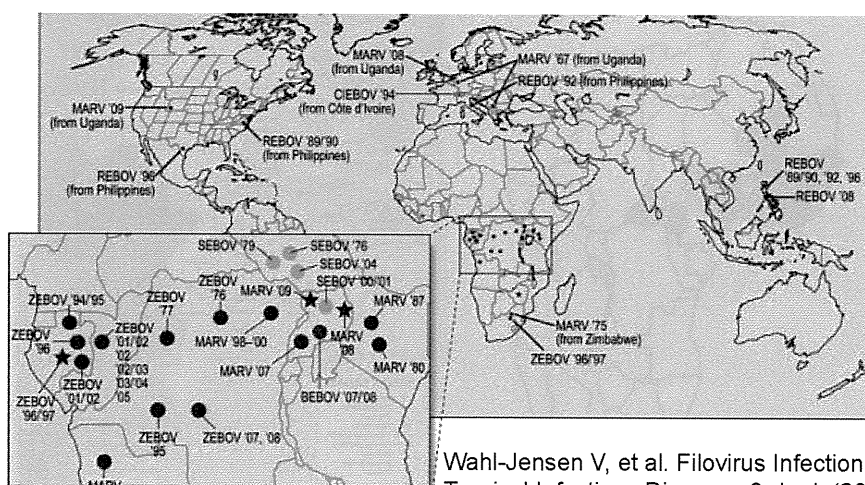 MARV '08
(from Uganda)
MARV '67 (from Uganda)
REBOV '92 (from Philippines)
CIEBOV '94
(from Côte d'Ivoire)
MARV '09
(from Uganda)
REBOV '89/'90
(from Philippines)
REBOV '96
(from Philippines)
REBOV
'89/'90, '92, '96
REBOV '08
MARV '75
(from Zimbabwe)
ZEBOV '96/'97
SEBOV '79
SEBOV '76
SEBOV '04
SEBOV '00/'01
ZEBOV '94/'95
ZEBOV
'77
ZEBOV
'76
MARV '09
MARV '87
ZEBOV
'96
ZEBOV
'01/'02
'02
'02/'03
'03/'04
'05
MARV '98–'00
MARV
'08
MARV '07
MARV '80
ZEBOV
'96/'97
ZEBOV
'01/'02
BEBOV '07/'08
ZEBOV
'95
ZEBOV '07, '08
MARV
Wahl-Jensen V, et al. Filovirus Infection